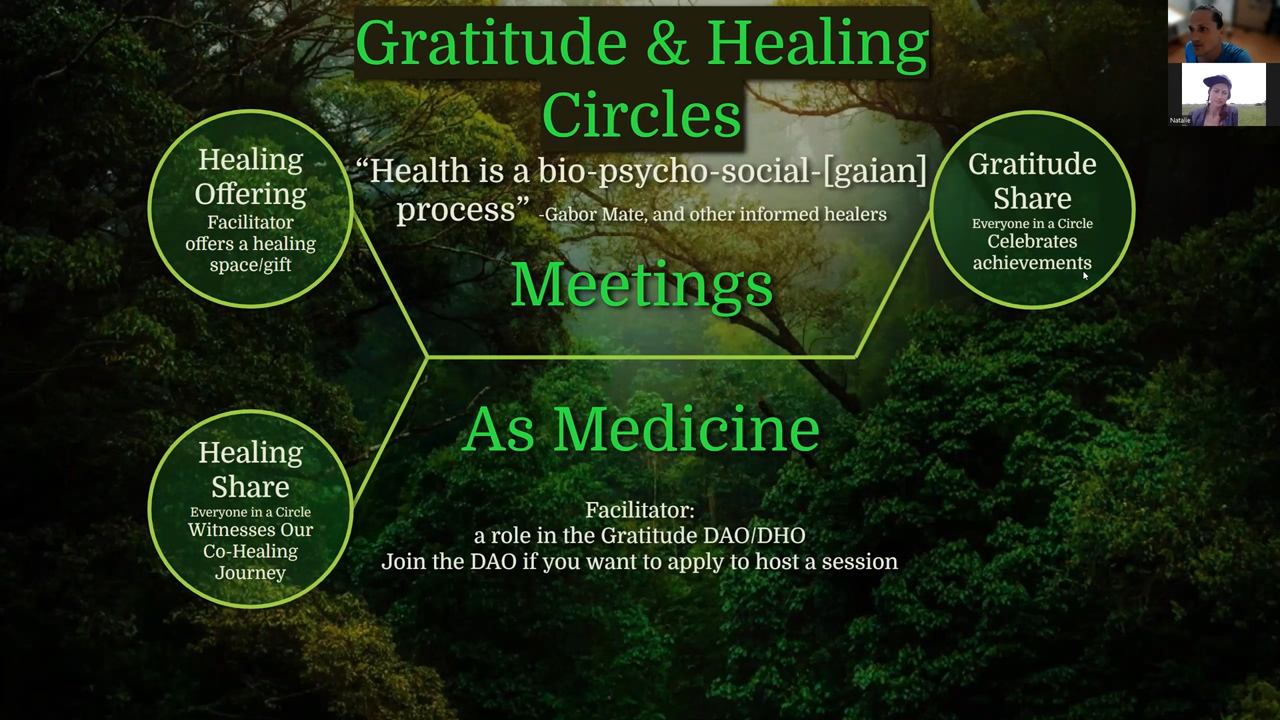 Gratitude & Healing
Circles
“Health is a bio-psycho-social-[gaian]
process” -Gabor Mate, and other informed healers
Healing
Offering
Facilitator
offers a healing
space/gift
Gratitude
Share
Everyone in a Circle
Celebrates
achievements
Meetings
As Medicine
Healing
Share
Everyone in a Circle
Witnesses Our
Co-Healing
Journey
Facilitator:
a role in the Gratitude DAO/DHO
Join the DAO if you want to apply to host a session
Natalie